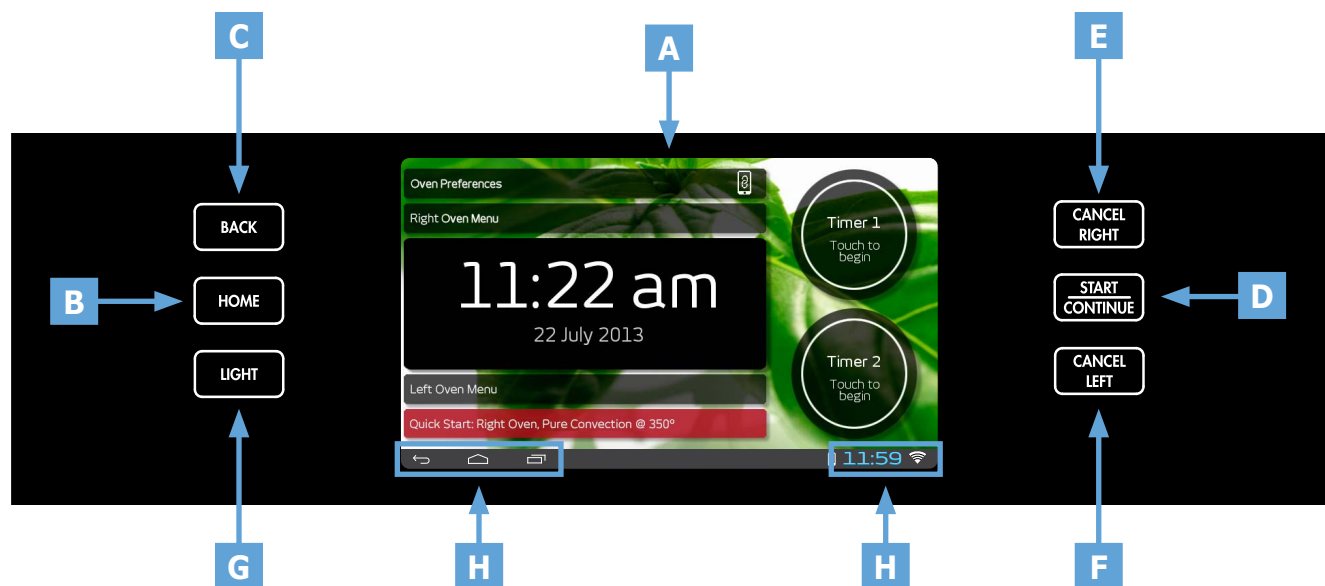 C
A
E
BACK
HOME
LIGHT
B
Oven Preferences
Right Oven Menu
11:22 am
22 July 2013
Left Oven Menu
Quick Start: Right Oven, Pure Convection @ 350º
Timer 1
Touch to
begin
Timer 2
Touch to
begin
11:59
CANCEL
RIGHT
START
CONTINUE
CANCEL
LEFT
D
G
H
H
F